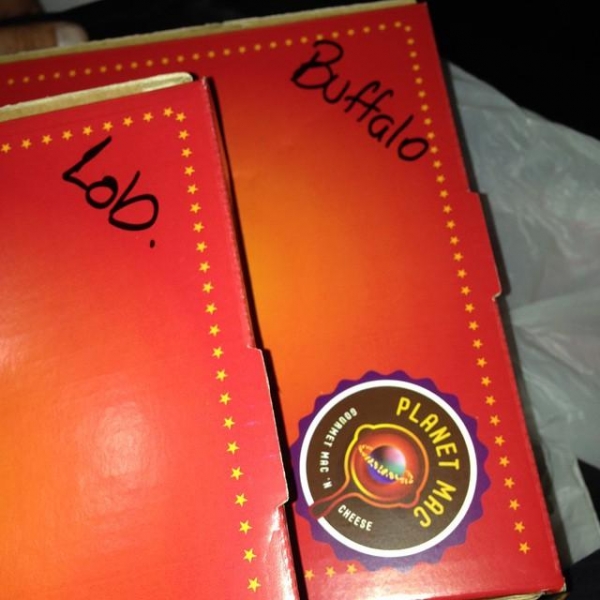 Buffalo
Lob.
PLANET MAC
GOURMET MAC 'N
CHEESE